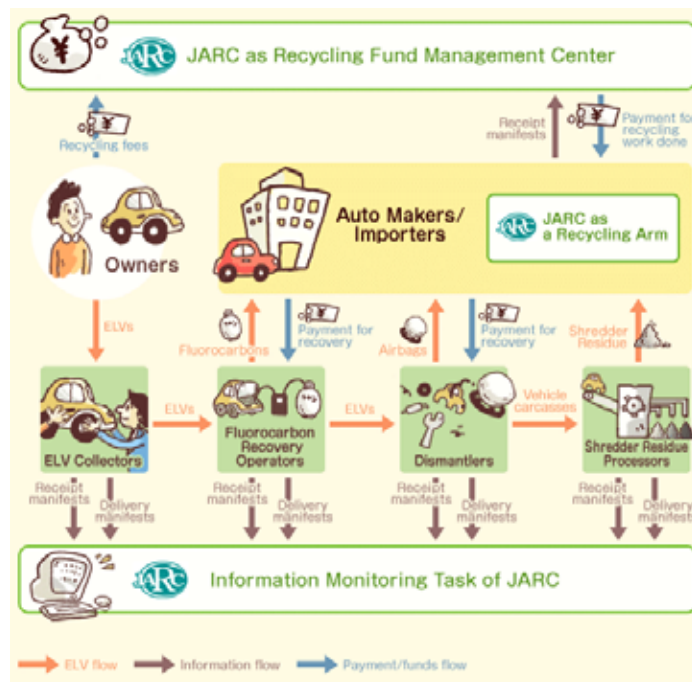 ¥
JARC
JARC as Recycling Fund Management Center
¥
Recycling fees
Receipt
manifests
¥
Payment for
recycling
work done
Owners
Auto Makers/
Importers
JARC
JARC as
a Recycling Arm
ELVs
Fluorocarbons
¥
Payment for
recovery
Airbags
¥
Payment for
recovery
Shredder
Residue
ELV Collectors
ELVs
Fluorocarbon
Recovery
Operators
ELVs
Dismantlers
Vehicle
carcasses
Shredder Residue
Processors
Receipt
manifests
Delivery
manifests
Receipt
manifests
Delivery
manifests
Receipt
manifests
Delivery
manifests
Receipt
manifests
Delivery
manifests
JARC
Information Monitoring Task of JARC
ELV flow
Information flow
Payment/funds flow